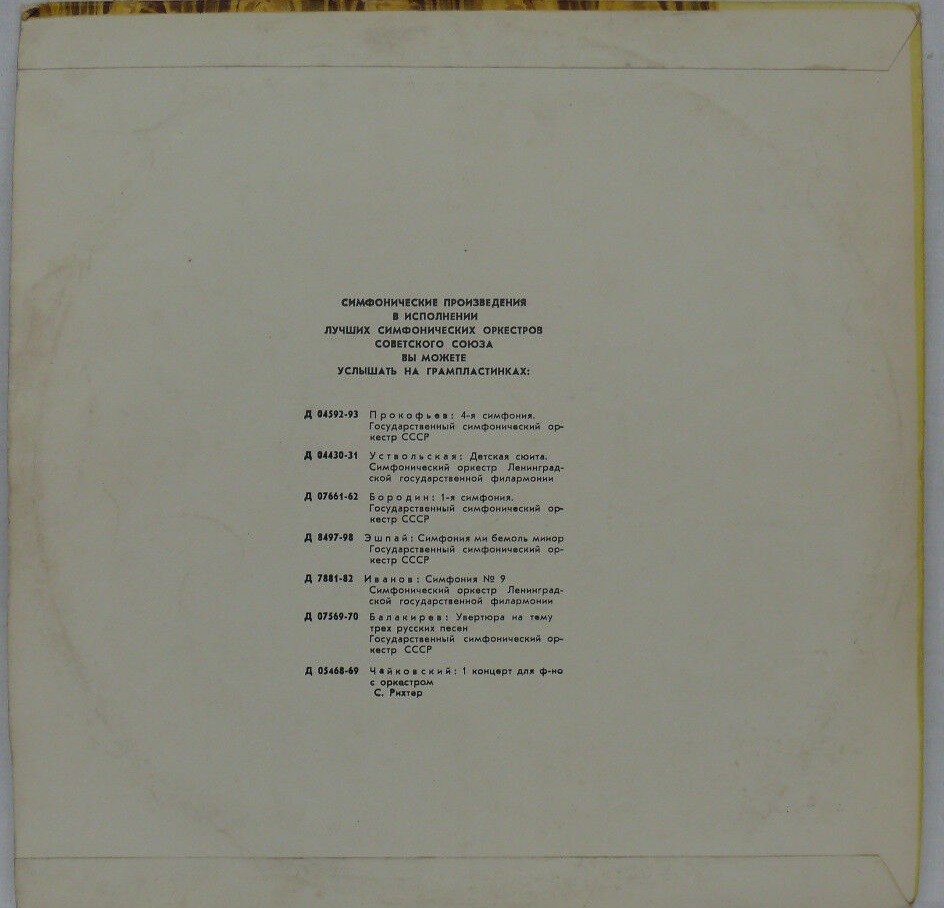 СИМФОНИЧЕСКИЕ ПРОИЗВЕДЕНИЯ
В ИСПОЛНЕНИИ
ЛУЧШИХ СИМФОНИЧЕСКИХ ОРКЕСТРОВ
СОВЕТСКОГО СОЮЗА
ВЫ МОЖЕТЕ
УСЛЫШАТЬ НА ГРАМПЛАСТИНКАХ:
Д 04592-93 Прокофьев: 4-я симфония.
Государственный симфонический ор-
кестр СССР
Д 04430-31 Уствольская: Детская сюита.
Симфонический оркестр Ленинград-
ской государственной филармонии
Д 07661-62 Бородин: 1-я симфония.
Государственный симфонический ор-
кестр СССР
Д 8497-98 Эшпай: Симфония ми бемоль минор
Государственный симфонический ор-
кестр СССР
Д 7881-82 Иванов: Симфония № 9
Симфонический оркестр Ленинград-
ской государственной филармонии
Д 07569-70 Балакирев: Увертюра на тему
трех русских песен
Государственный симфонический ор-
кестр СССР
Д 05468-69 Чайковский: 1 концерт для ф-но
с оркестром
С. Рихтер